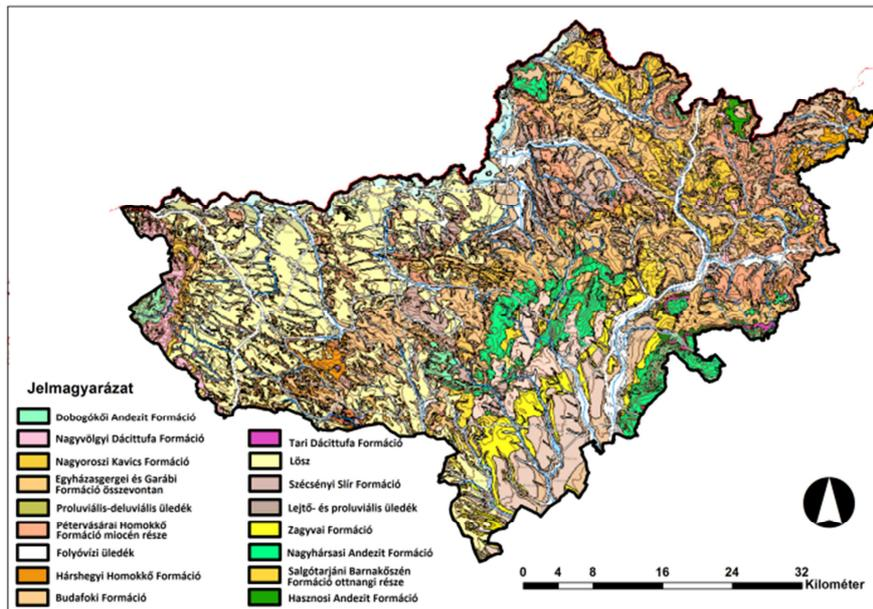 Jelmagyarázat
Dobogókői Andezit Formáció
Nagyvölgyi Dácittufa Formáció
Nagyoroszi Kavics Formáció
Egyházasgergei és Garábi
Formáció összevontan
Proluviális-deluviális üledék
Pétervásárai Homokkő
Formáció miocén része
Folyóvízi üledék
Hárshegyi Homokkő Formáció
Budafoki Formáció
Tari Dácittufa Formáció
Lösz
Szécsényi Slír Formáció
Lejtő- és proluviális üledék
Zagyvai Formáció
Nagyhársasi Andezit Formáció
Salgótarjáni Barnakőszén
Formáció ottnangi része
Hasznosi Andezit Formáció
0 4 8 16 24 32
Kilométer